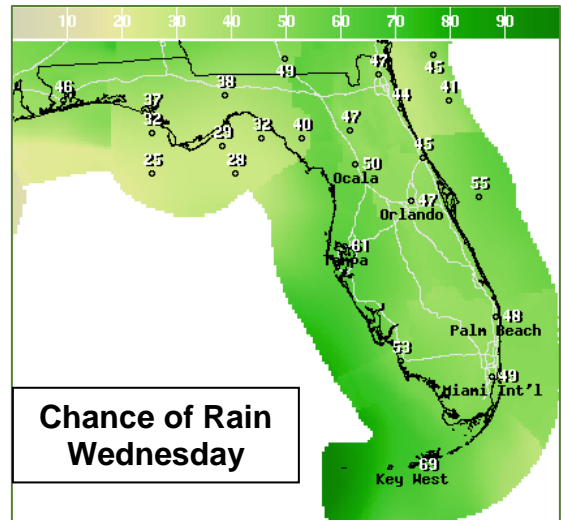 10 20 30 40 50 60 70 80 90
49 47 45
46 38 44 41
37
32 29 32 40 47 45
25 28 50
Ocala
55
47
Orlando
61
Tampa
48
Palm Beach
53
49
Miami Int'l
Chance of Rain
Wednesday
69
Key West